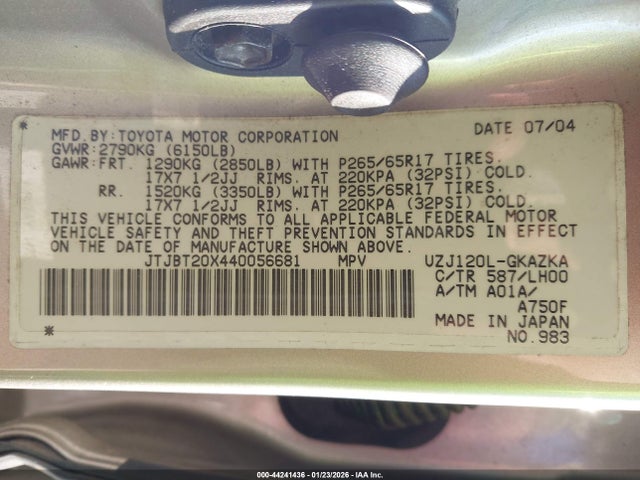 MFD.BY:TOYOTA MOTOR CORPORATION DATE 07/04
GVWR:2790KG (6150LB)
GAWR:FRT. 1290KG (2850LB) WITH P265/65R17 TIRES.
17X7 1/2JJ RIMS. AT 220KPA (32PSI) COLD.
RR. 1520KG (3350LB) WITH P265/65R17 TIRES.
17X7 1/2JJ RIMS. AT 220KPA (32PSI) COLD.
THIS VEHICLE CONFORMS TO ALL APPLICABLE FEDERAL MOTOR
VEHICLE SAFETY AND THEFT PREVENTION STANDARDS IN EFFECT
ON THE DATE OF MANUFACTURE SHOWN ABOVE.
JTJBT20X440056681 MPV UZJ120L-GKAZKA
C/TR 587/LH00
A/TM A01A/
A750F
MADE IN JAPAN
NO.983
000-44241436 - 01/23/2026 - IAA Inc.